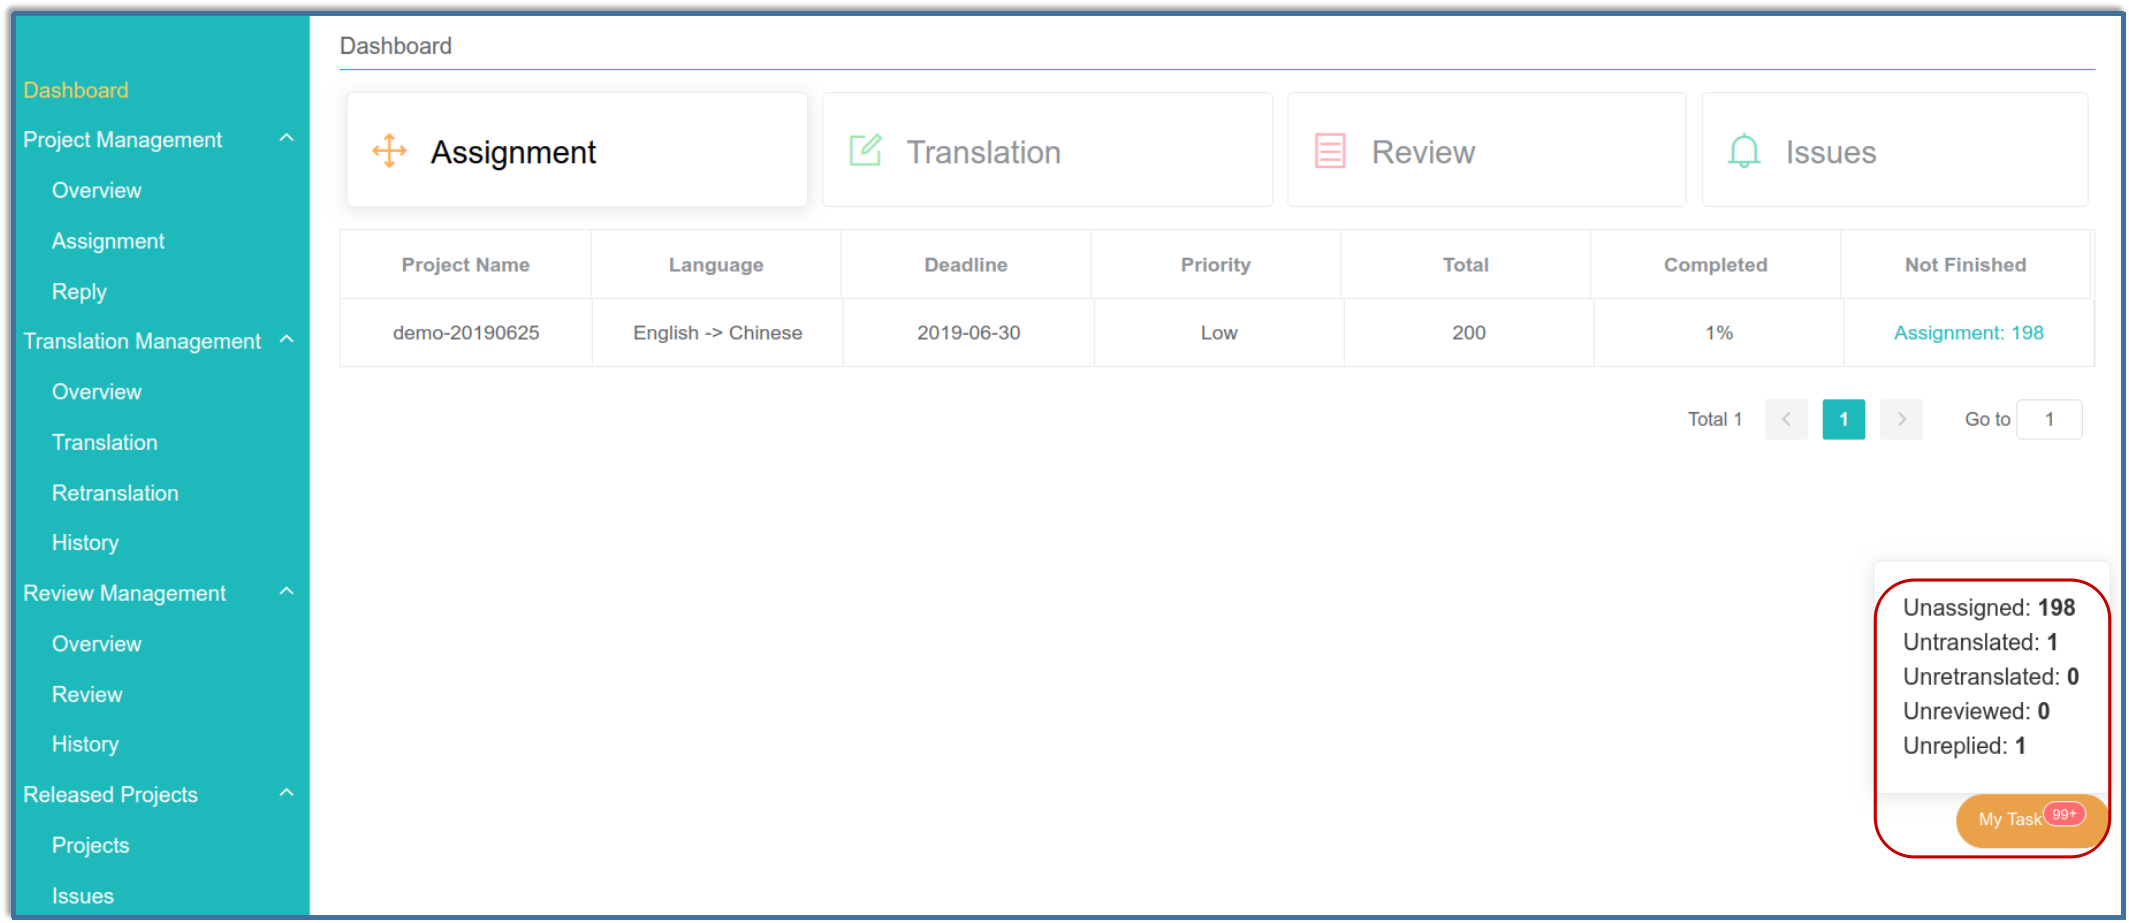 Dashboard
Project Management
Overview
Assignment
Reply
Translation Management
Overview
Translation
Retranslation
History
Review Management
Overview
Review
History
Released Projects
Projects
Issues
Dashboard
Assignment
Translation
Review
Issues
Project Name Language Deadline Priority Total Completed Not Finished
demo-20190625 English -> Chinese 2019-06-30 Low 200 1% Assignment: 198
Total 1 < 1 > Go to 1
Unassigned: 198
Untranslated: 1
Unretranslated: 0
Unreviewed: 0
Unreplied: 1
My Task 99+